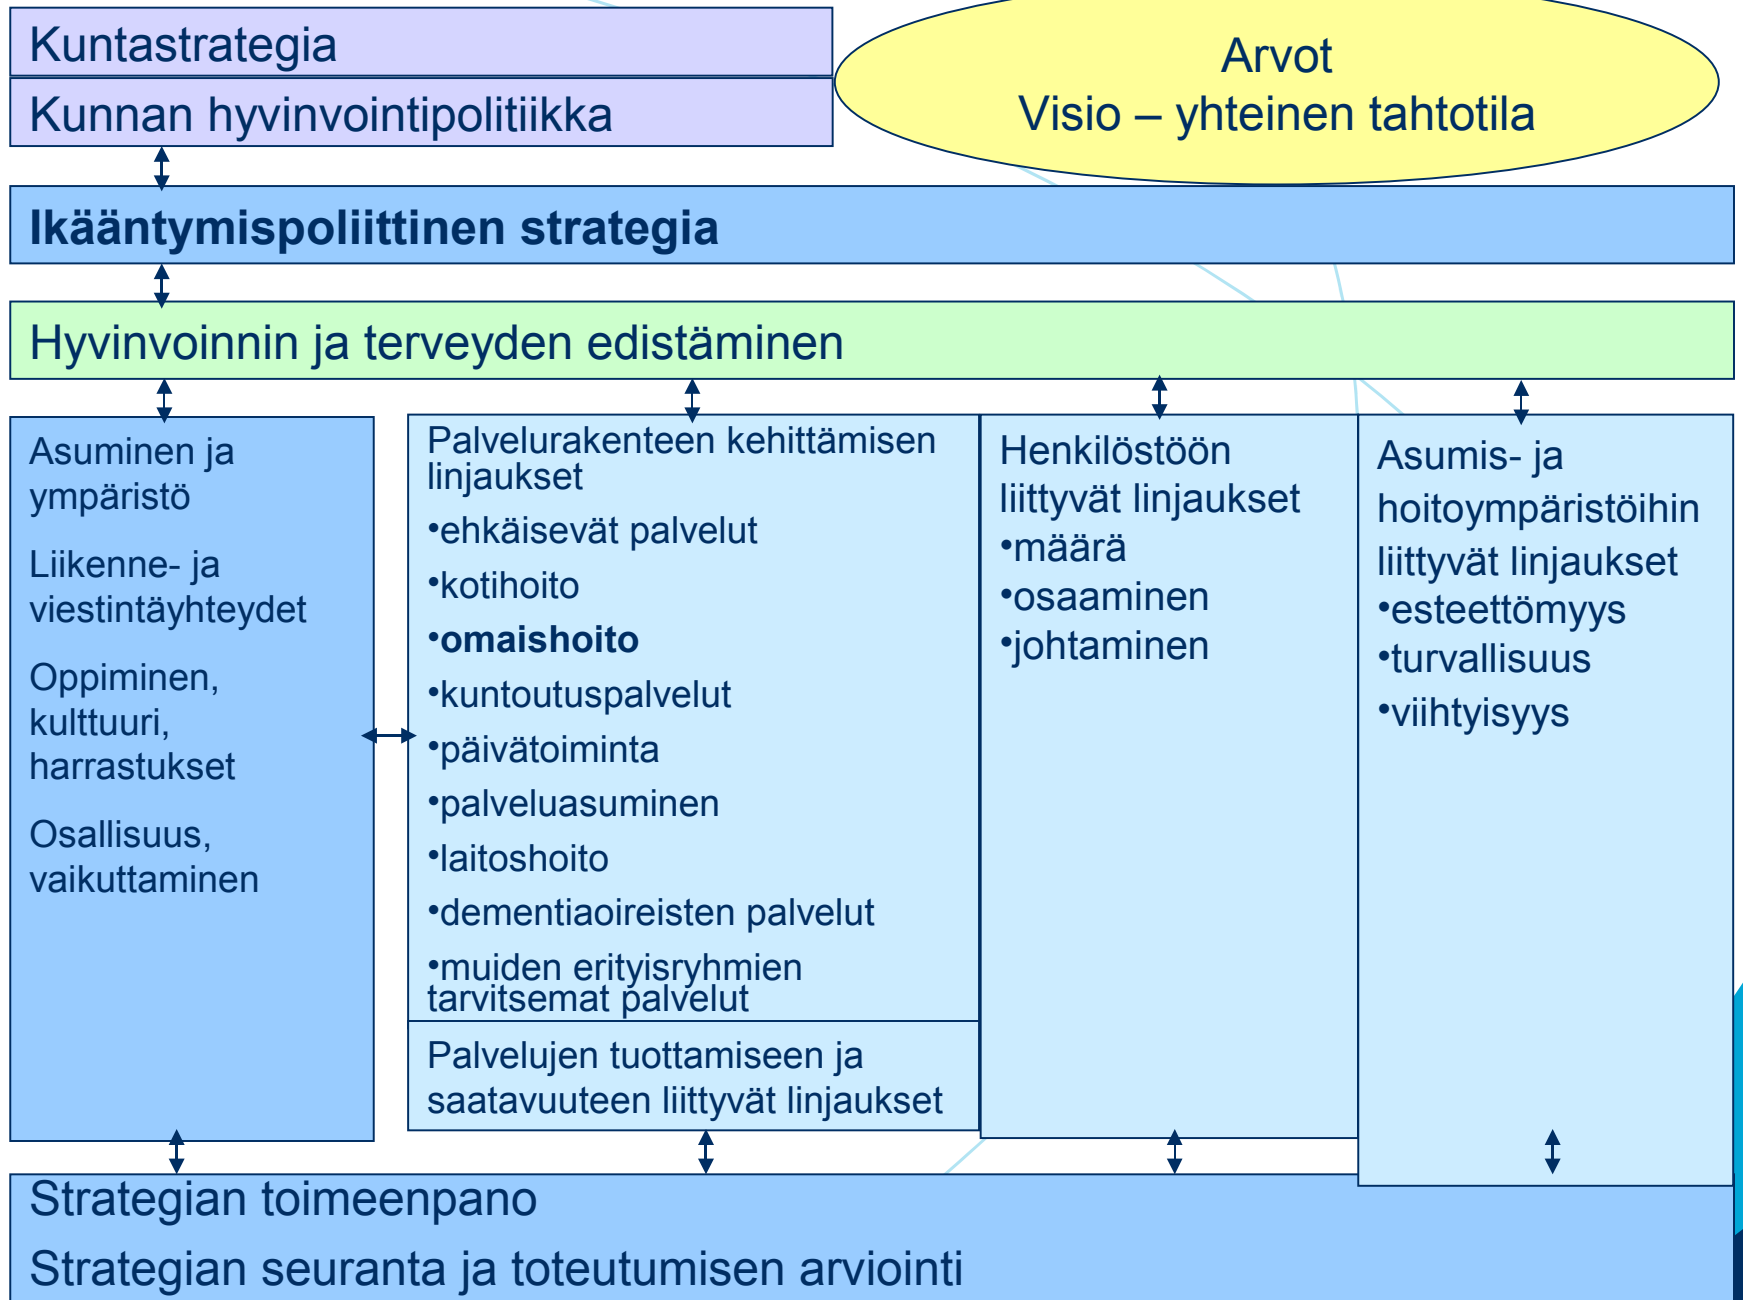 Kuntastrategia
Kunnan hyvinvointipolitiikka
Arvot
Visio – yhteinen tahtotila
Ikääntymispoliittinen strategia
Hyvinvoinnin ja terveyden edistäminen
Asuminen ja
ympäristö
Liikenne- ja
viestintäyhteydet
Oppiminen,
kulttuuri,
harrastukset
Osallisuus,
vaikuttaminen
Palvelurakenteen kehittämisen
linjaukset
•ehkäisevät palvelut
•kotihoito
•omaishoito
•kuntoutuspalvelut
•päivätoiminta
•palveluasuminen
•laitoshoito
•dementiaoireisten palvelut
•muiden erityisryhmien
tarvitsemat palvelut
Palvelujen tuottamiseen ja
saatavuuteen liittyvät linjaukset
Henkilöstöön
liittyvät linjaukset
•määrä
•osaaminen
•johtaminen
Asumis- ja
hoitoympäristöihin
liittyvät linjaukset
•esteettömyys
•turvallisuus
•viihtyisyys
Strategian toimeenpano
Strategian seuranta ja toteutumisen arviointi